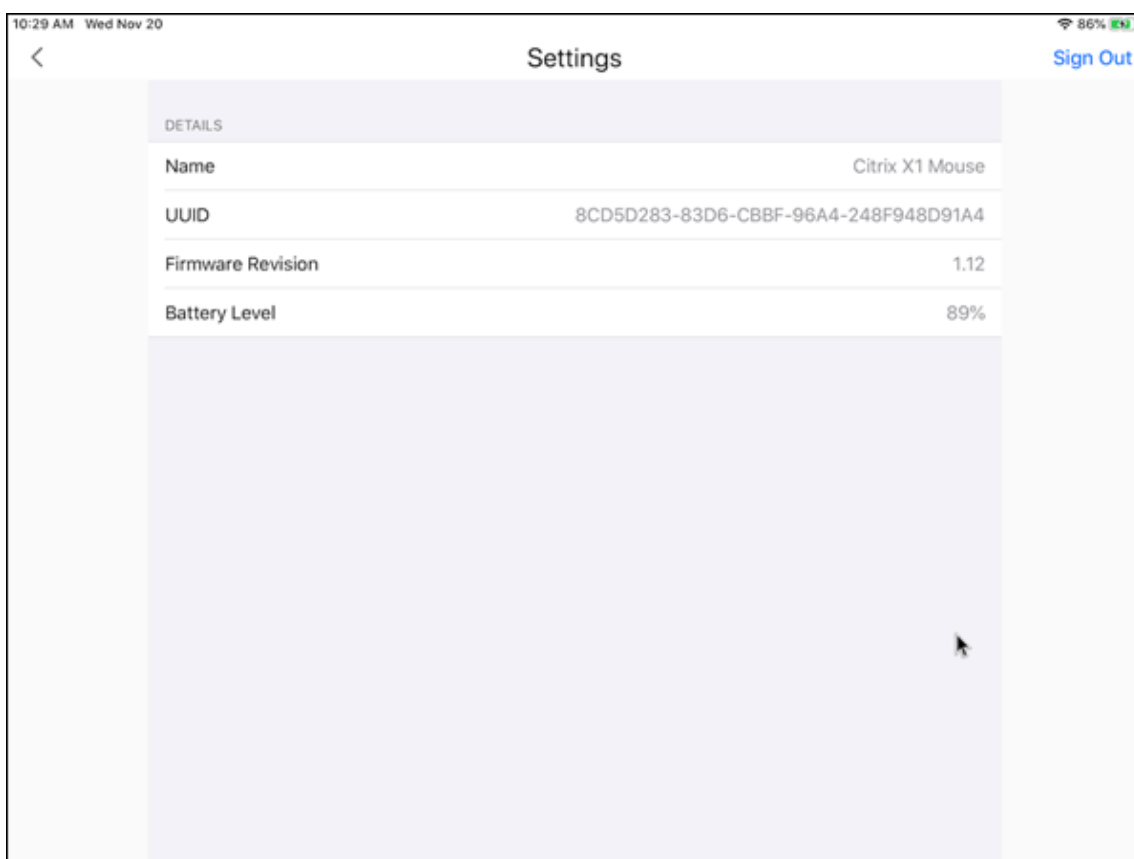 10:29 AM Wed Nov 20 86%
Settings Sign Out
DETAILS
Name Citrix X1 Mouse
UUID 8CD5D283-83D6-CBBF-96A4-248F948D91A4
Firmware Revision 1.12
Battery Level 89%